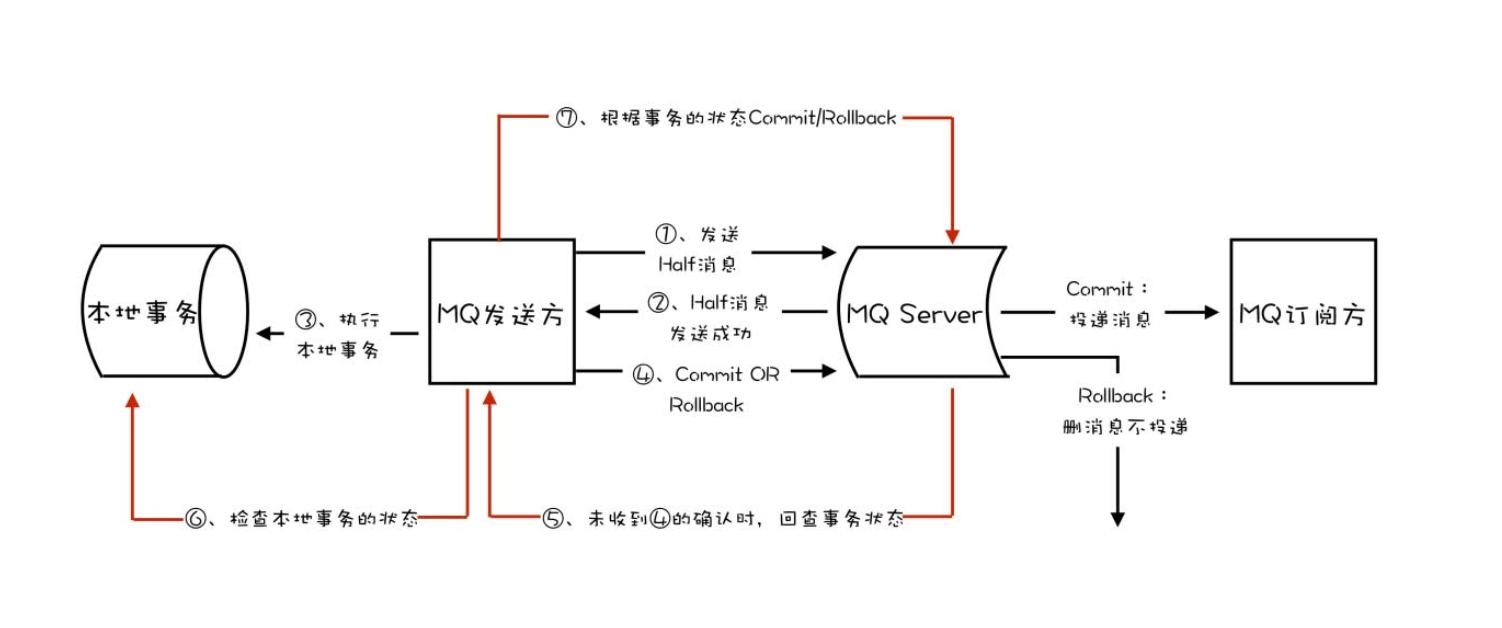 ⑦、根据事务的状态Commit/Rollback
①、发送
Half消息
②、Half消息
发送成功
③、执行
本地事务
④、Commit OR
Rollback
本地事务
MQ发送方
MQ Server
Commit：
投递消息
MQ订阅方
Rollback：
删消息不投递
⑥、检查本地事务的状态
⑤、未收到④的确认时，回查事务状态